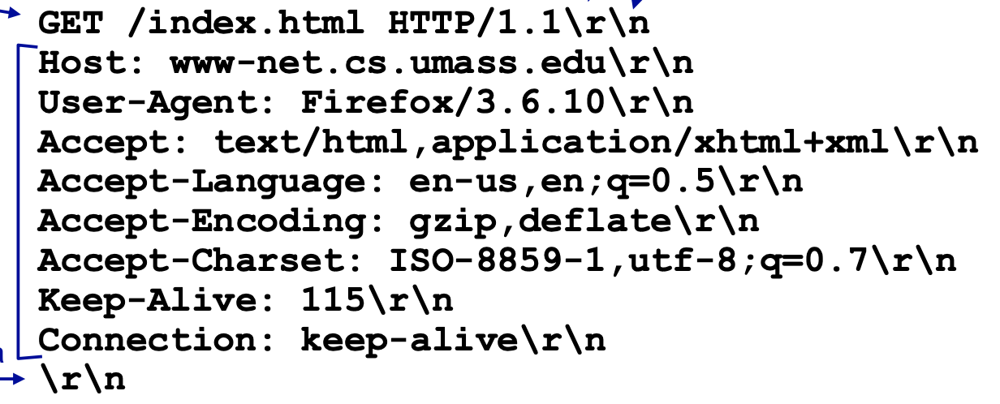 GET /index.html HTTP/1.1\r\n
Host: www-net.cs.umass.edu\r\n
User-Agent: Firefox/3.6.10\r\n
Accept: text/html,application/xhtml+xml\r\n
Accept-Language: en-us,en;q=0.5\r\n
Accept-Encoding: gzip,deflate\r\n
Accept-Charset: ISO-8859-1,utf-8;q=0.7\r\n
Keep-Alive: 115\r\n
Connection: keep-alive\r\n
\r\n